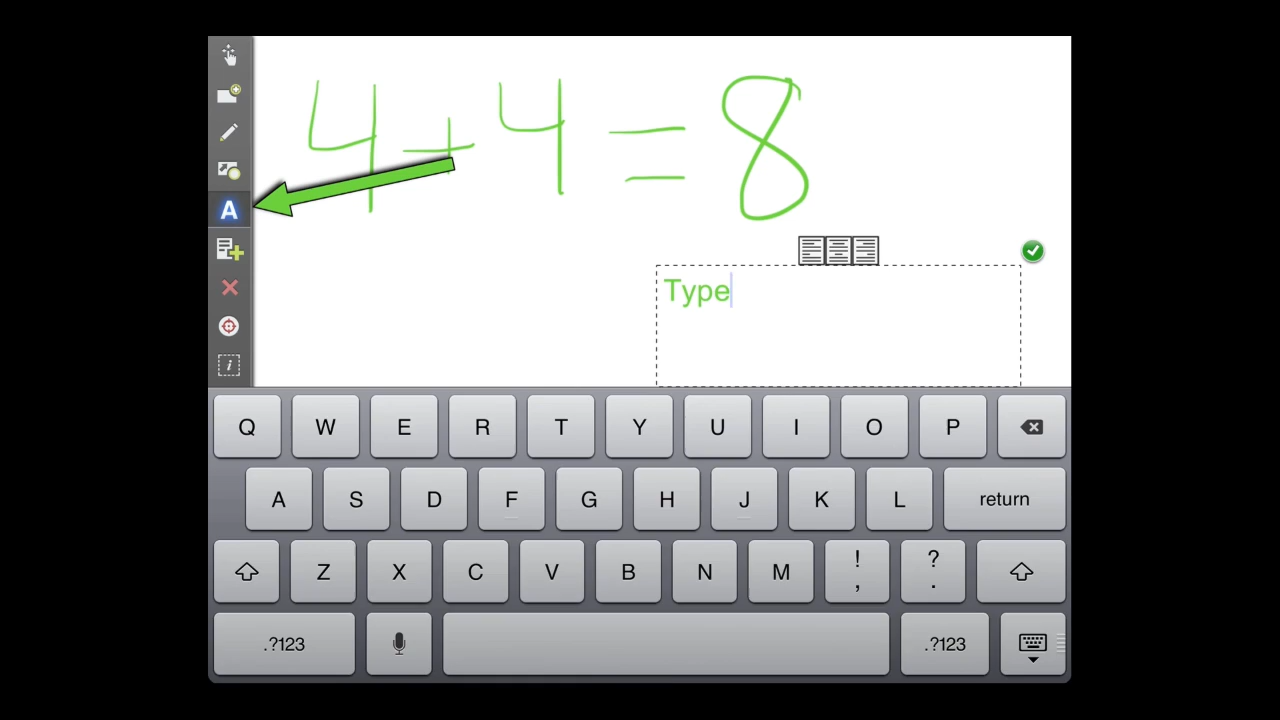 4+4=8
A
i
Type
Q W E R T Y U I O P
A S D F G H J K L return
Z X C V B N M ! , ? .
.?123 .?123